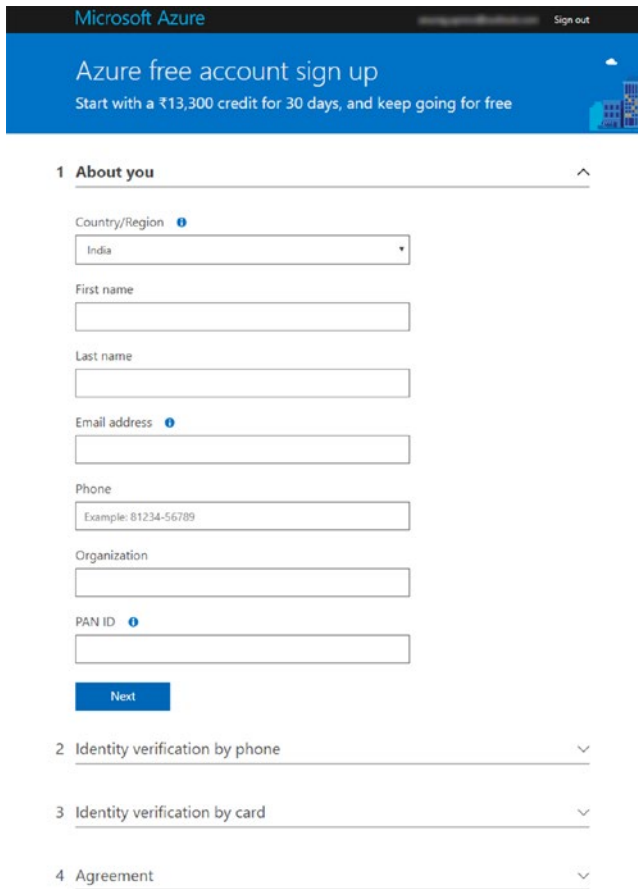 Microsoft Azure
Sign out
Azure free account sign up
Start with a ₹13,300 credit for 30 days, and keep going for free
1 About you
Country/Region
India
First name
Last name
Email address
Phone
Example: 81234-56789
Organization
PAN ID
Next
2 Identity verification by phone
3 Identity verification by card
4 Agreement